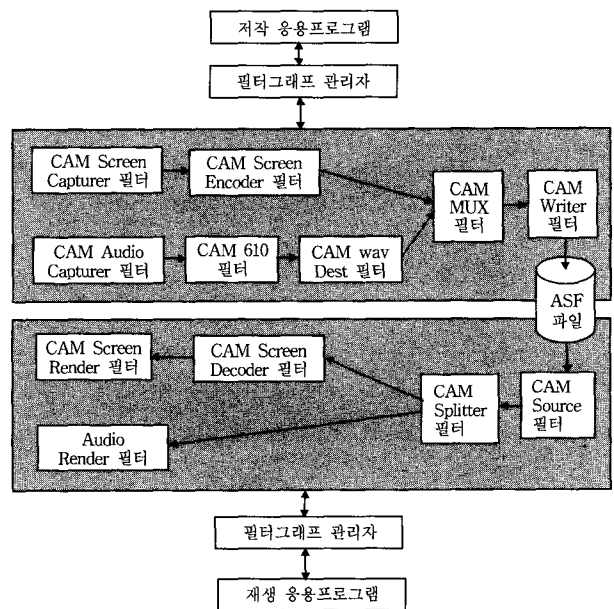 저작 응용프로그램
필터그래프 관리자
CAM Screen
Capturer 필터
CAM Screen
Encoder 필터
CAM
MUX
필터
CAM
Writer
필터
CAM Audio
Capturer 필터
CAM 610
필터
CAM wav
Dest 필터
ASF
파일
CAM Screen
Render 필터
CAM Screen
Decoder 필터
CAM
Splitter
필터
CAM
Source
필터
Audio
Render 필터
필터그래프 관리자
재생 응용프로그램